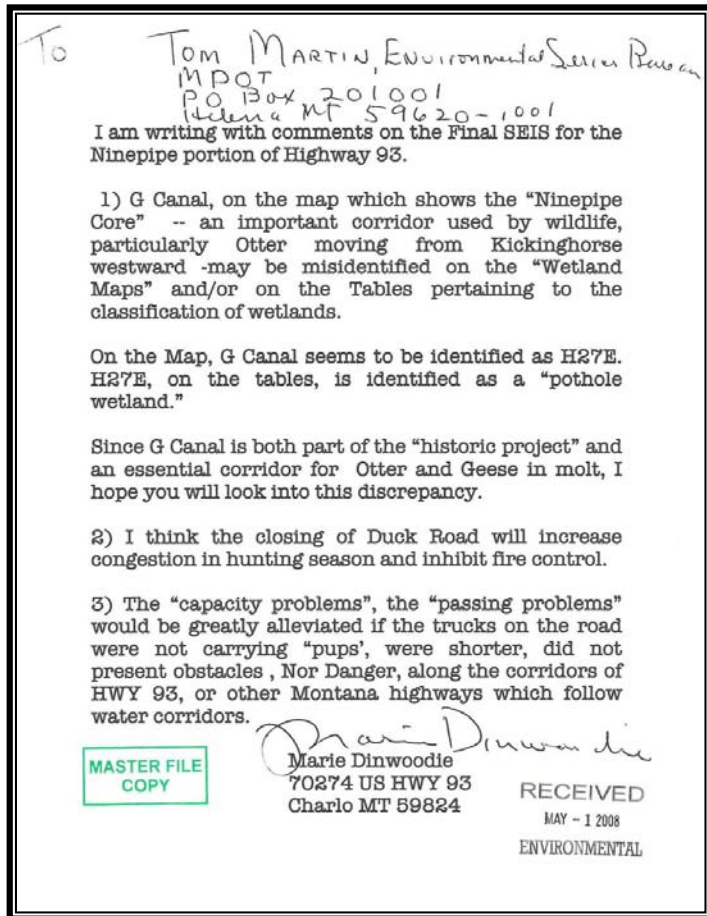 To
Tom Martin, Environmental Servics Bureau
MDOT
PO Box 201001
Helena MT 59620-1001
I am writing with comments on the Final SEIS for the
Ninepipe portion of Highway 93.
1) G Canal, on the map which shows the “Ninepipe
Core” -- an important corridor used by wildlife,
particularly Otter moving from Kickinghorse
westward -may be misidentified on the “Wetland
Maps” and/or on the Tables pertaining to the
classification of wetlands.
On the Map, G Canal seems to be identified as H27E.
H27E, on the tables, is identified as a “pothole
wetland.”
Since G Canal is both part of the “historic project” and
an essential corridor for Otter and Geese in molt, I
hope you will look into this discrepancy.
2) I think the closing of Duck Road will increase
congestion in hunting season and inhibit fire control.
3) The “capacity problems”, the “passing problems”
would be greatly alleviated if the trucks on the road
were not carrying “pups’, were shorter, did not
present obstacles , Nor Danger, along the corridors of
HWY 93, or other Montana highways which follow
water corridors.
Marie Dinwoodie
Marie Dinwoodie
70274 US HWY 93
Charlo MT 59824
MASTER FILE
COPY
RECEIVED
MAY - 1 2008
ENVIRONMENTAL